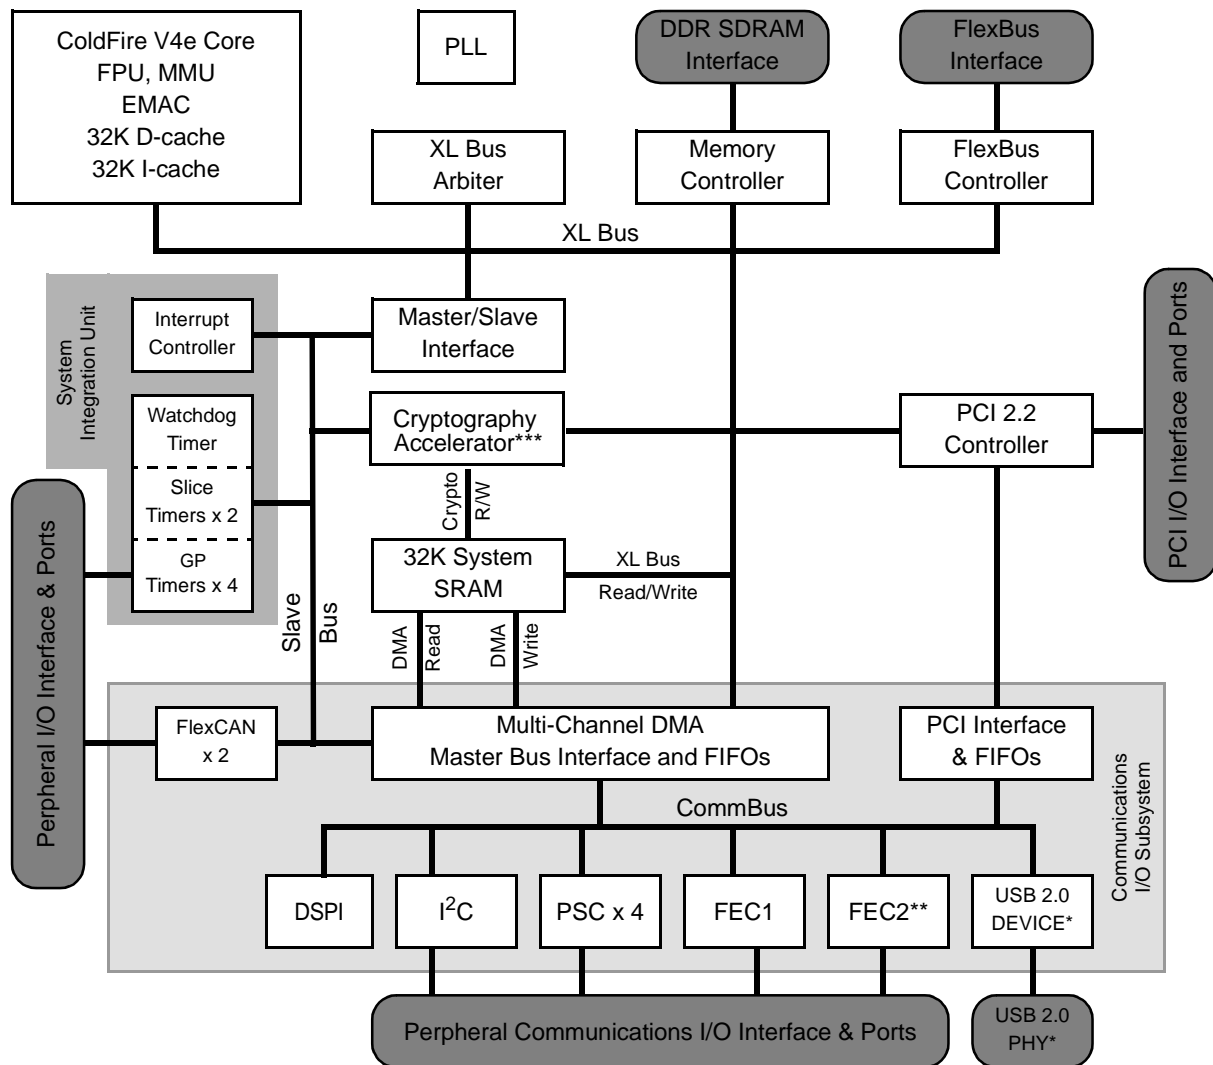 ColdFire V4e Core
FPU, MMU
EMAC
32K D-cache
32K I-cache
PLL
DDR SDRAM
Interface
FlexBus
Interface
XL Bus
Arbiter
Memory
Controller
FlexBus
Controller
XL Bus
System
Integration Unit
Interrupt
Controller
Master/Slave
Interface
PCI I/O Interface and Ports
Watchdog
Timer
Slice
Timers x 2
GP
Timers x 4
Cryptography
Accelerator***
PCI 2.2
Controller
Crypto
R/W
32K System
SRAM
XL Bus
Read/Write
Perpheral I/O Interface & Ports
Slave
Bus
DMA
Read
DMA
Write
FlexCAN
x 2
Multi-Channel DMA
Master Bus Interface and FIFOs
PCI Interface
& FIFOs
Communications
I/O Subsystem
CommBus
DSPI
I²C
PSC x 4
FEC1
FEC2**
USB 2.0
DEVICE*
Perpheral Communications I/O Interface & Ports
USB 2.0
PHY*